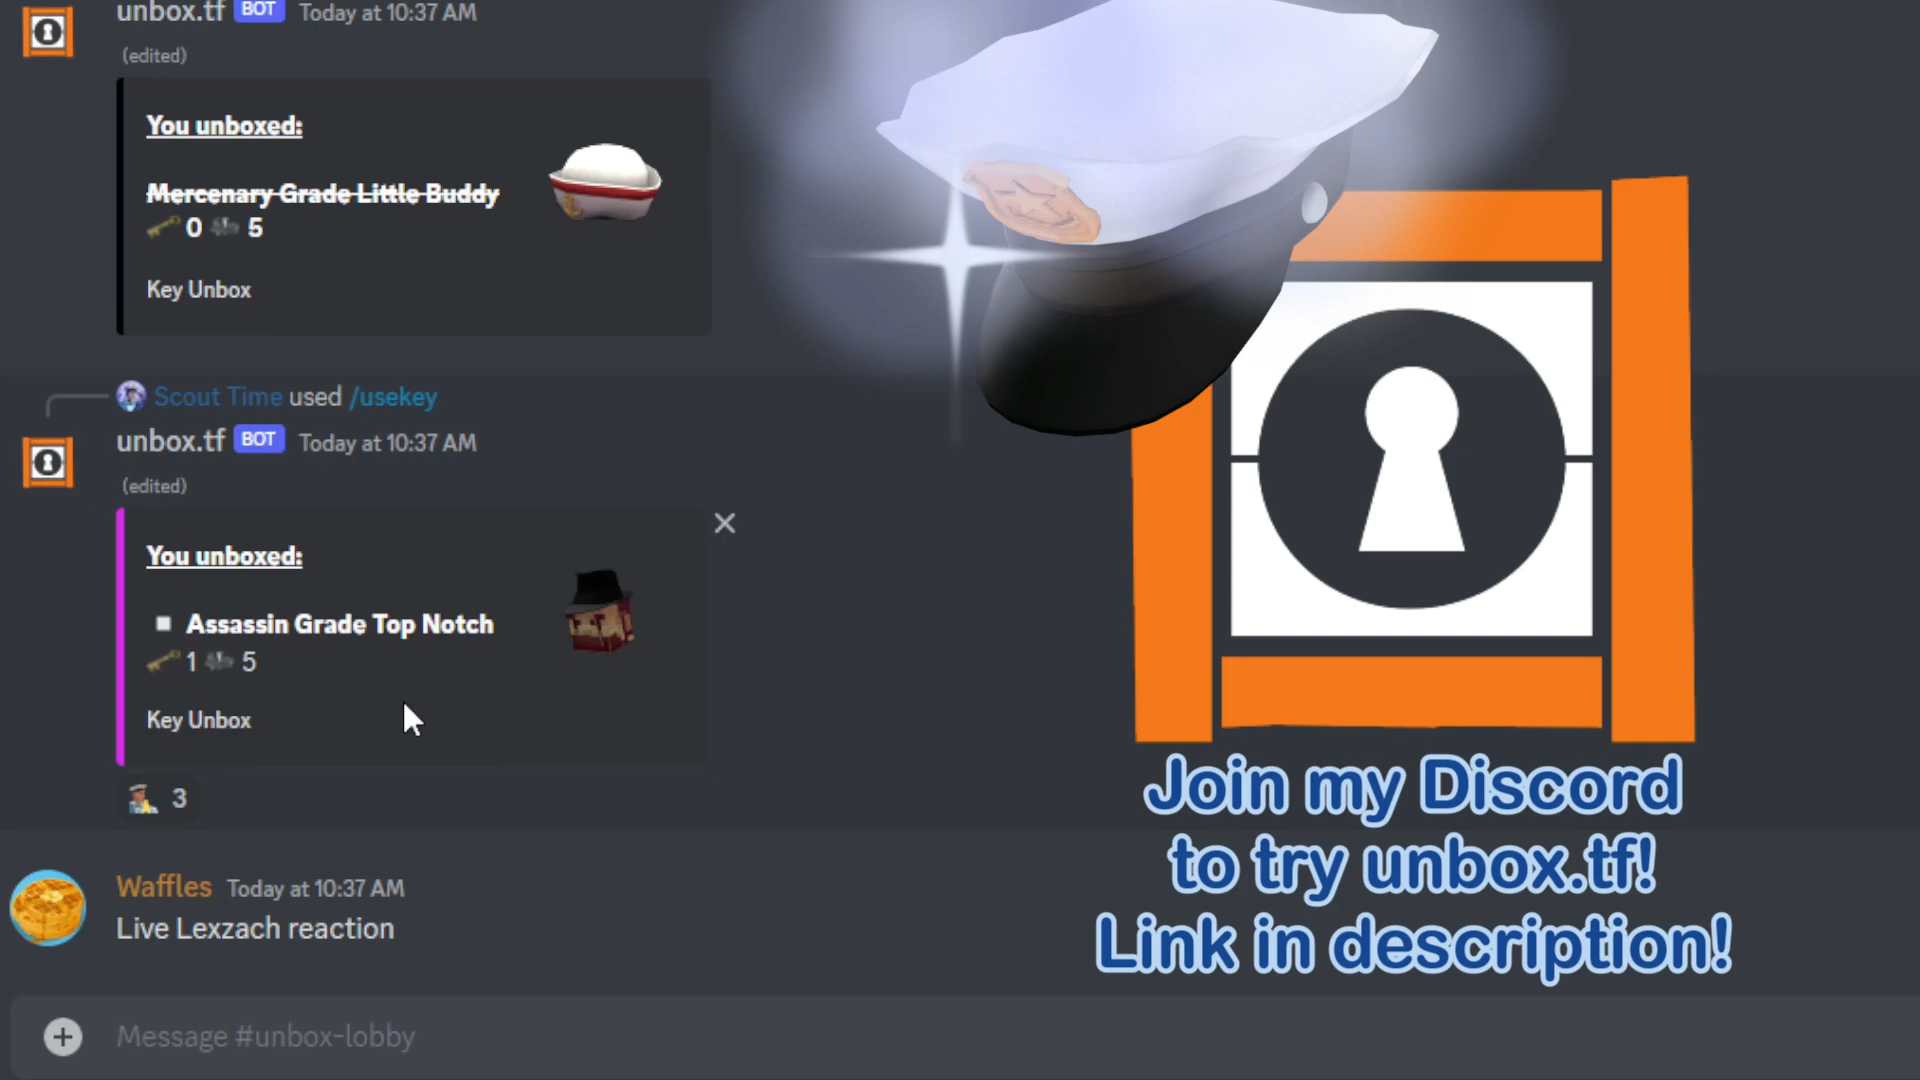 unbox.tf BOT Today at 10:37 AM
(edited)
You unboxed:
Mercenary Grade Little Buddy
0 5
Key Unbox
Scout Time used /usekey
unbox.tf BOT Today at 10:37 AM
(edited)
You unboxed:
Assassin Grade Top Notch
1 5
Key Unbox
3
Waffles Today at 10:37 AM
Live Lexzach reaction
Message #unbox-lobby
Join my Discord
to try unbox.tf!
Link in description!